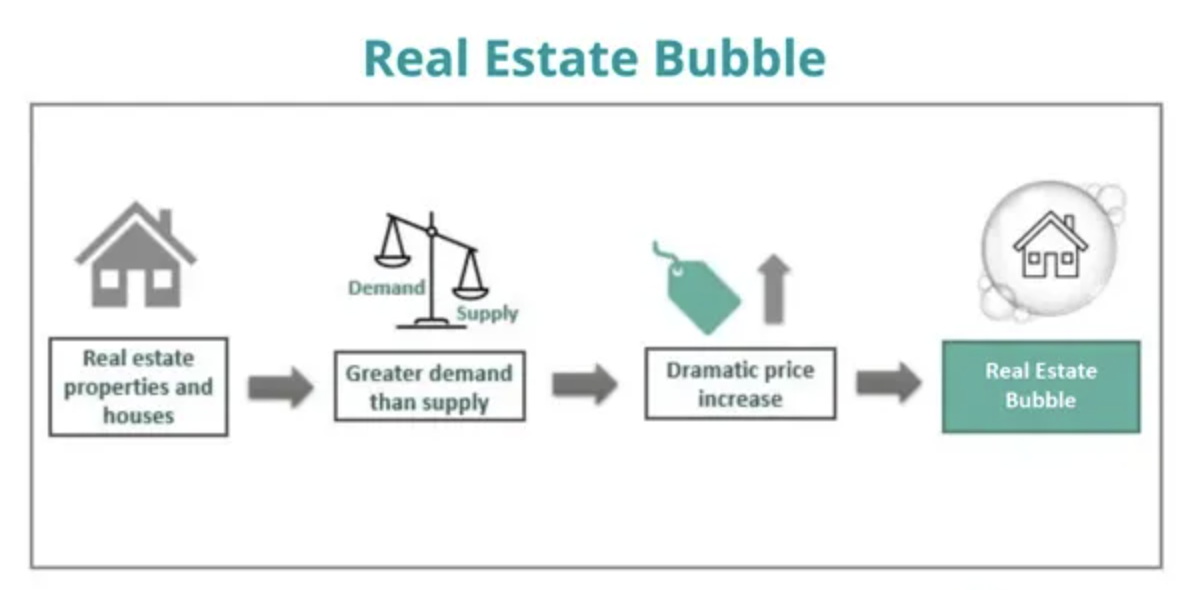 Real Estate Bubble
Demand
Supply
Real estate
properties and
houses
Greater demand
than supply
Dramatic price
increase
Real Estate
Bubble